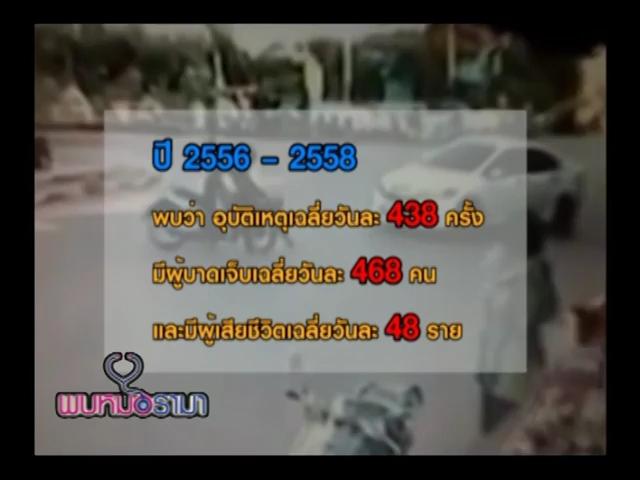 ปี 2556 - 2558
พบว่า อุบัติเหตุเฉลี่ยวันละ 438 ครั้ง
มีผู้บาดเจ็บเฉลี่ยวันละ 468 คน
และมีผู้เสียชีวิตเฉลี่ยวันละ 48 ราย
พบหมอรามา